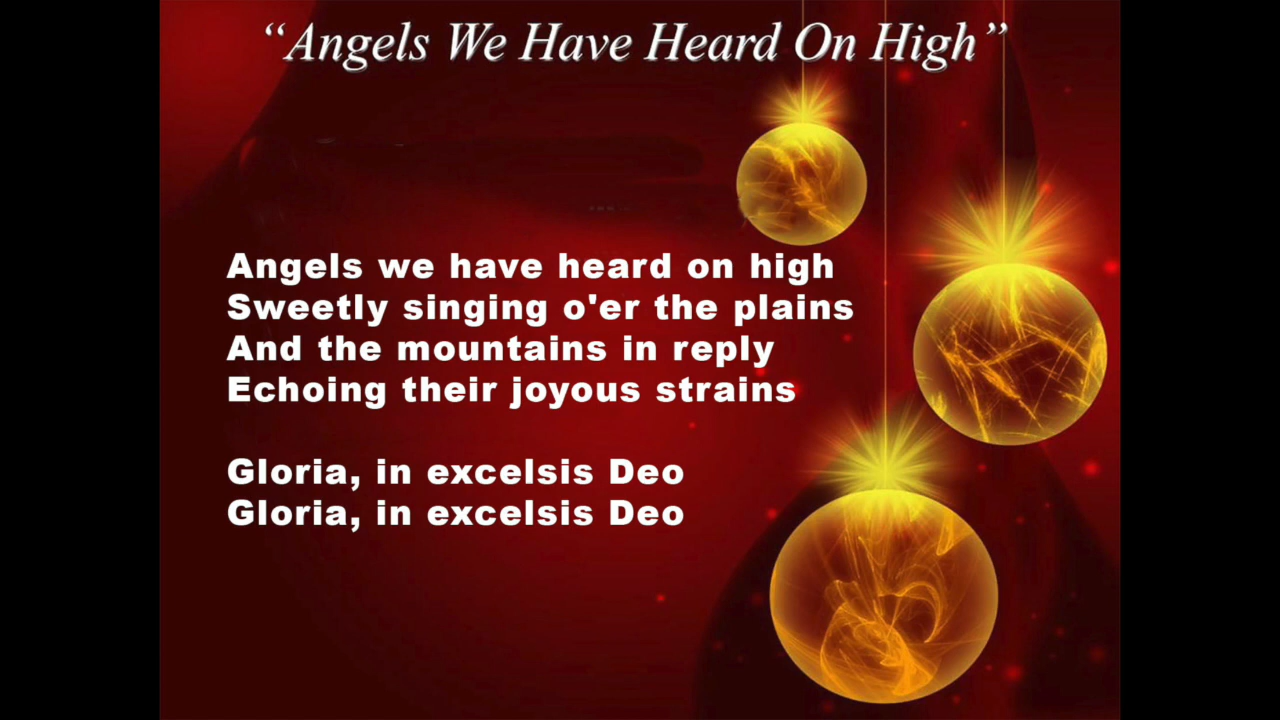 “Angels We Have Heard On High”
Angels we have heard on high
Sweetly singing o'er the plains
And the mountains in reply
Echoing their joyous strains
Gloria, in excelsis Deo
Gloria, in excelsis Deo